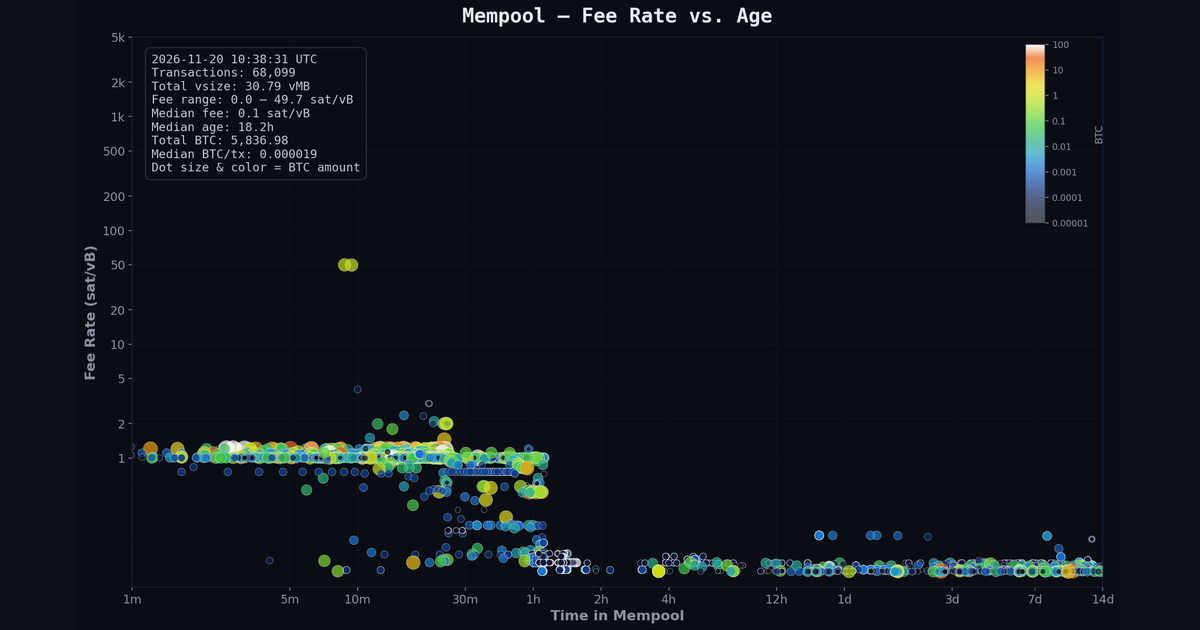 Mempool — Fee Rate vs. Age
5k
2k
1k
500
200
100
50
20
10
5
2
1
Fee Rate (sat/vB)
2026-11-20 10:38:31 UTC
Transactions: 68,099
Total vsize: 30.79 vMB
Fee range: 0.0 – 49.7 sat/vB
Median fee: 0.1 sat/vB
Median age: 18.2h
Total BTC: 5,836.98
Median BTC/tx: 0.000019
Dot size & color = BTC amount
100
10
1
0.1
0.01
0.001
0.0001
0.00001
BTC
1m 5m 10m 30m 1h 2h 4h 12h 1d 3d 7d 14d
Time in Mempool